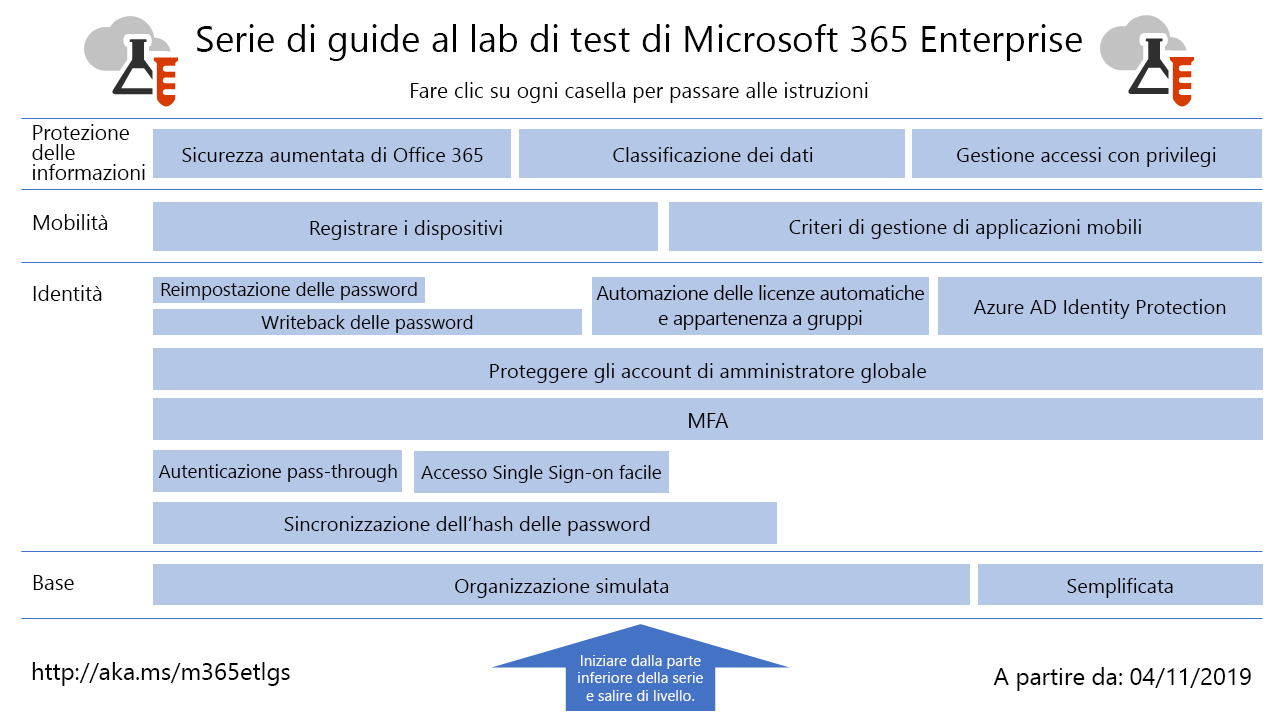 Serie di guide al lab di test di Microsoft 365 Enterprise
Fare clic su ogni casella per passare alle istruzioni
Protezione
delle
informazioni
Sicurezza aumentata di Office 365
Classificazione dei dati
Gestione accessi con privilegi
Mobilità
Registrare i dispositivi
Criteri di gestione di applicazioni mobili
Identità
Reimpostazione delle password
Writeback delle password
Automazione delle licenze automatiche
e appartenenza a gruppi
Azure AD Identity Protection
Proteggere gli account di amministratore globale
MFA
Autenticazione pass-through
Accesso Single Sign-on facile
Sincronizzazione dell’hash delle password
Base
Organizzazione simulata
Semplificata
Iniziare dalla parte
inferiore della serie
e salire di livello.
http://aka.ms/m365etlgs
A partire da: 04/11/2019